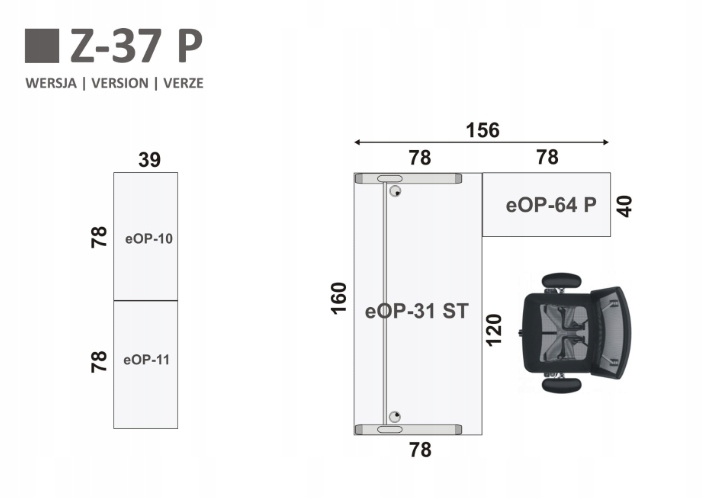 Z-37 P
WERSJA | VERSION | VERZE
156
39
78
78
78
eOP-10
eOP-64 P
40
160
eOP-31 ST
120
78
eOP-11
78